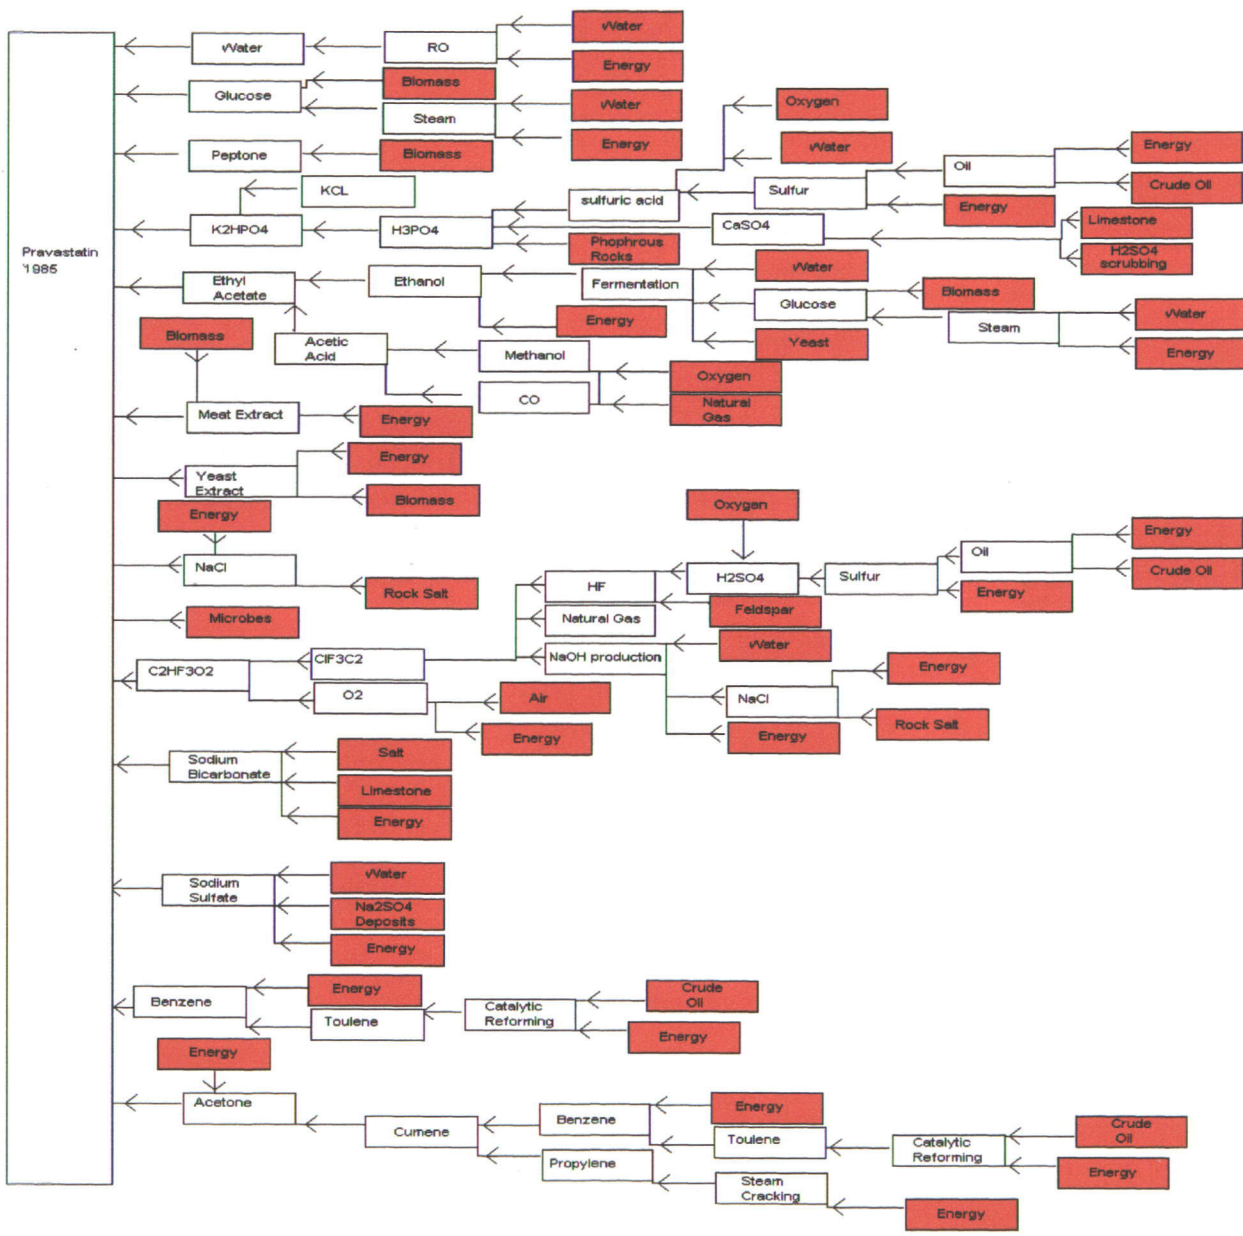 Pravastatin
1985
Water
RO
Water
Energy
Glucose
Biomass
Steam
Water
Energy
Peptone
Biomass
KCL
K2HPO4
H3PO4
sulfuric acid
Oxygen
Water
Sulfur
Oil
Energy
Crude Oil
Energy
CaSO4
Limestone
H2SO4
scrubbing
Phophrous
Rocks
Ethyl
Acetate
Ethanol
Fermentation
Water
Glucose
Biomass
Steam
Water
Energy
Yeast
Energy
Acetic
Acid
Methanol
CO
Oxygen
Natural
Gas
Biomass
Meat Extract
Energy
Yeast
Extract
Energy
Biomass
Energy
NaCl
Rock Salt
Microbes
C2HF3O2
ClF3C2
HF
H2SO4
Oxygen
Sulfur
Oil
Energy
Crude Oil
Energy
Feldspar
Natural Gas
NaOH production
Water
NaCl
Energy
Rock Salt
Energy
O2
Air
Energy
Sodium
Bicarbonate
Salt
Limestone
Energy
Sodium
Sulfate
Water
Na2SO4
Deposits
Energy
Benzene
Energy
Toulene
Catalytic
Reforming
Crude
Oil
Energy
Energy
Acetone
Cumene
Benzene
Energy
Toulene
Catalytic
Reforming
Crude
Oil
Energy
Propylene
Steam
Cracking
Energy